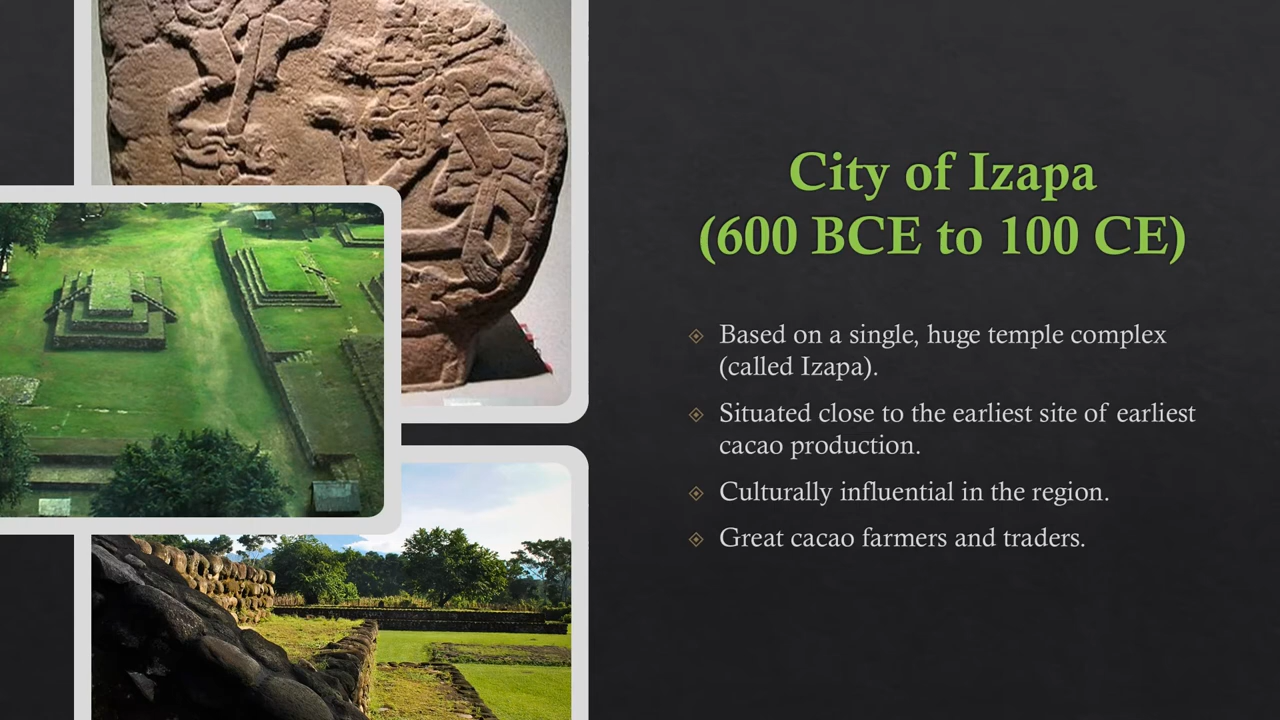 City of Izapa
(600 BCE to 100 CE)
Based on a single, huge temple complex
(called Izapa).
Situated close to the earliest site of earliest
cacao production.
Culturally influential in the region.
Great cacao farmers and traders.